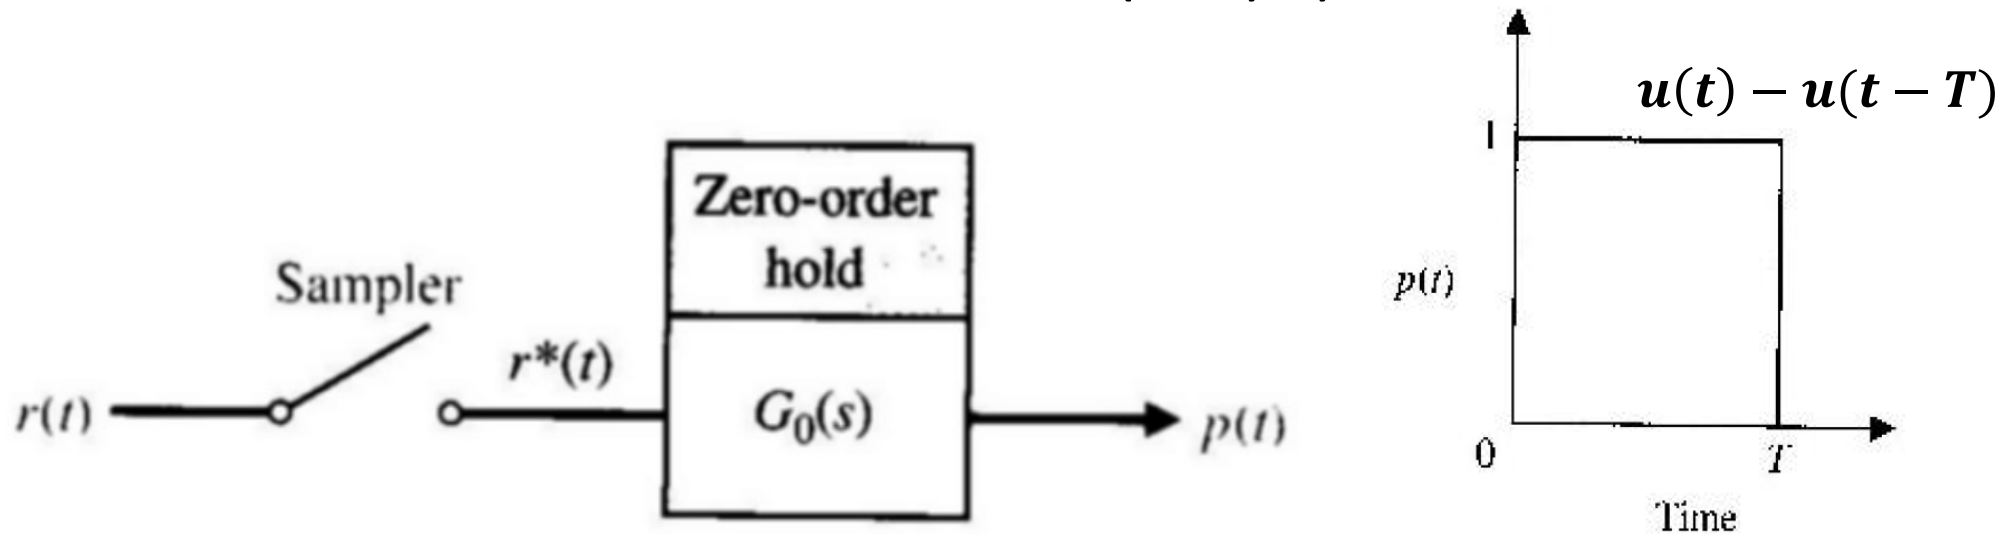 Sampler
r(t)
r*(t)
Zero-order
hold
G₀(s)
p(t)
u(t) − u(t − T)
1
p(t)
0
T
Time